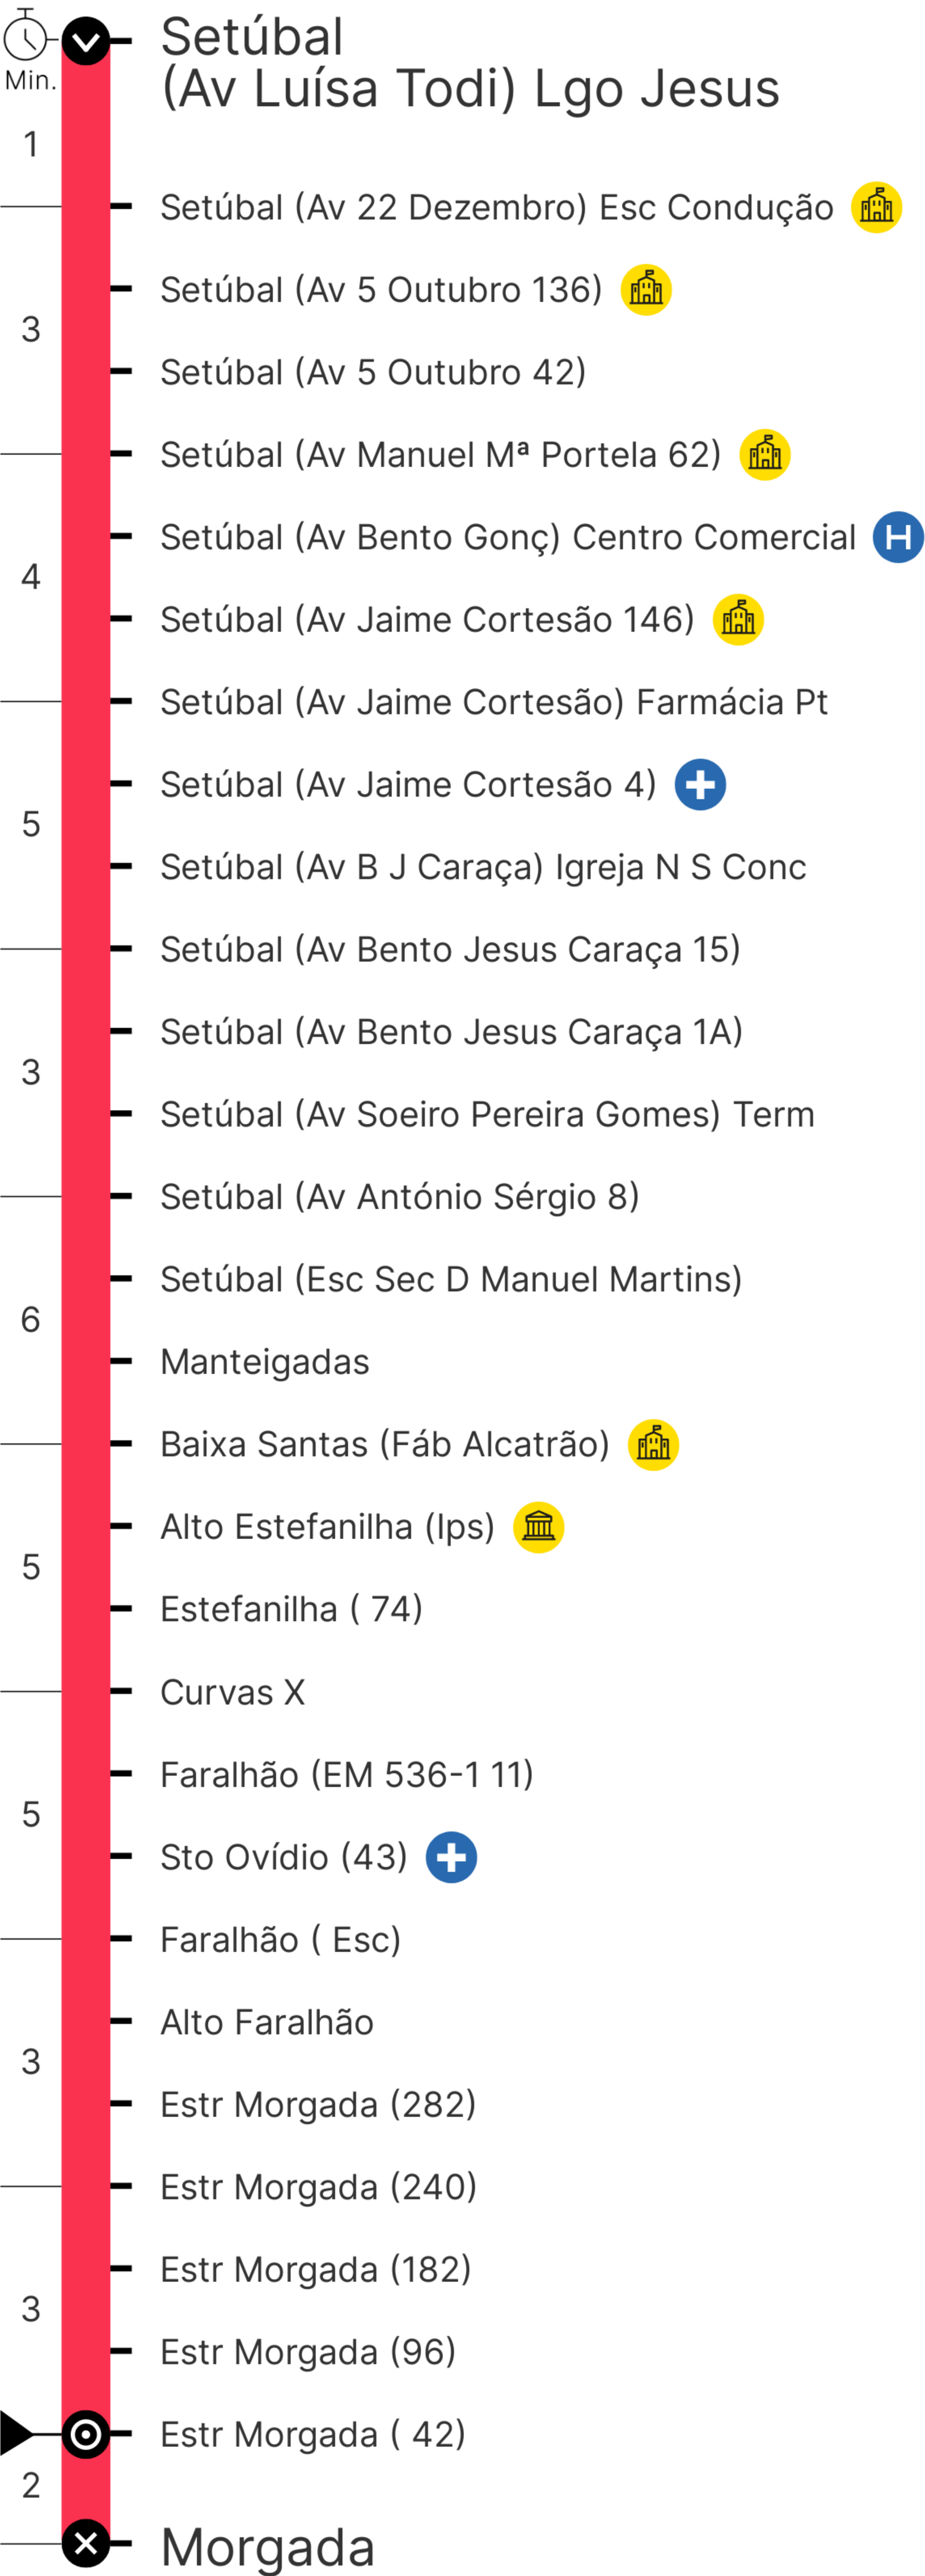 Setúbal
(Av Luísa Todi) Lgo Jesus
Min.
1
Setúbal (Av 22 Dezembro) Esc Condução
Setúbal (Av 5 Outubro 136)
3
Setúbal (Av 5 Outubro 42)
Setúbal (Av Manuel Mª Portela 62)
Setúbal (Av Bento Gonç) Centro Comercial H
4
Setúbal (Av Jaime Cortesão 146)
Setúbal (Av Jaime Cortesão) Farmácia Pt
Setúbal (Av Jaime Cortesão 4)
5
Setúbal (Av B J Caraça) Igreja N S Conc
Setúbal (Av Bento Jesus Caraça 15)
Setúbal (Av Bento Jesus Caraça 1A)
3
Setúbal (Av Soeiro Pereira Gomes) Term
Setúbal (Av António Sérgio 8)
Setúbal (Esc Sec D Manuel Martins)
6
Manteigadas
Baixa Santas (Fáb Alcatrão)
Alto Estefanilha (Ips)
5
Estefanilha ( 74)
Curvas X
Faralhão (EM 536-1 11)
5
Sto Ovídio (43)
Faralhão ( Esc)
Alto Faralhão
3
Estr Morgada (282)
Estr Morgada (240)
Estr Morgada (182)
3
Estr Morgada (96)
Estr Morgada ( 42)
2
Morgada